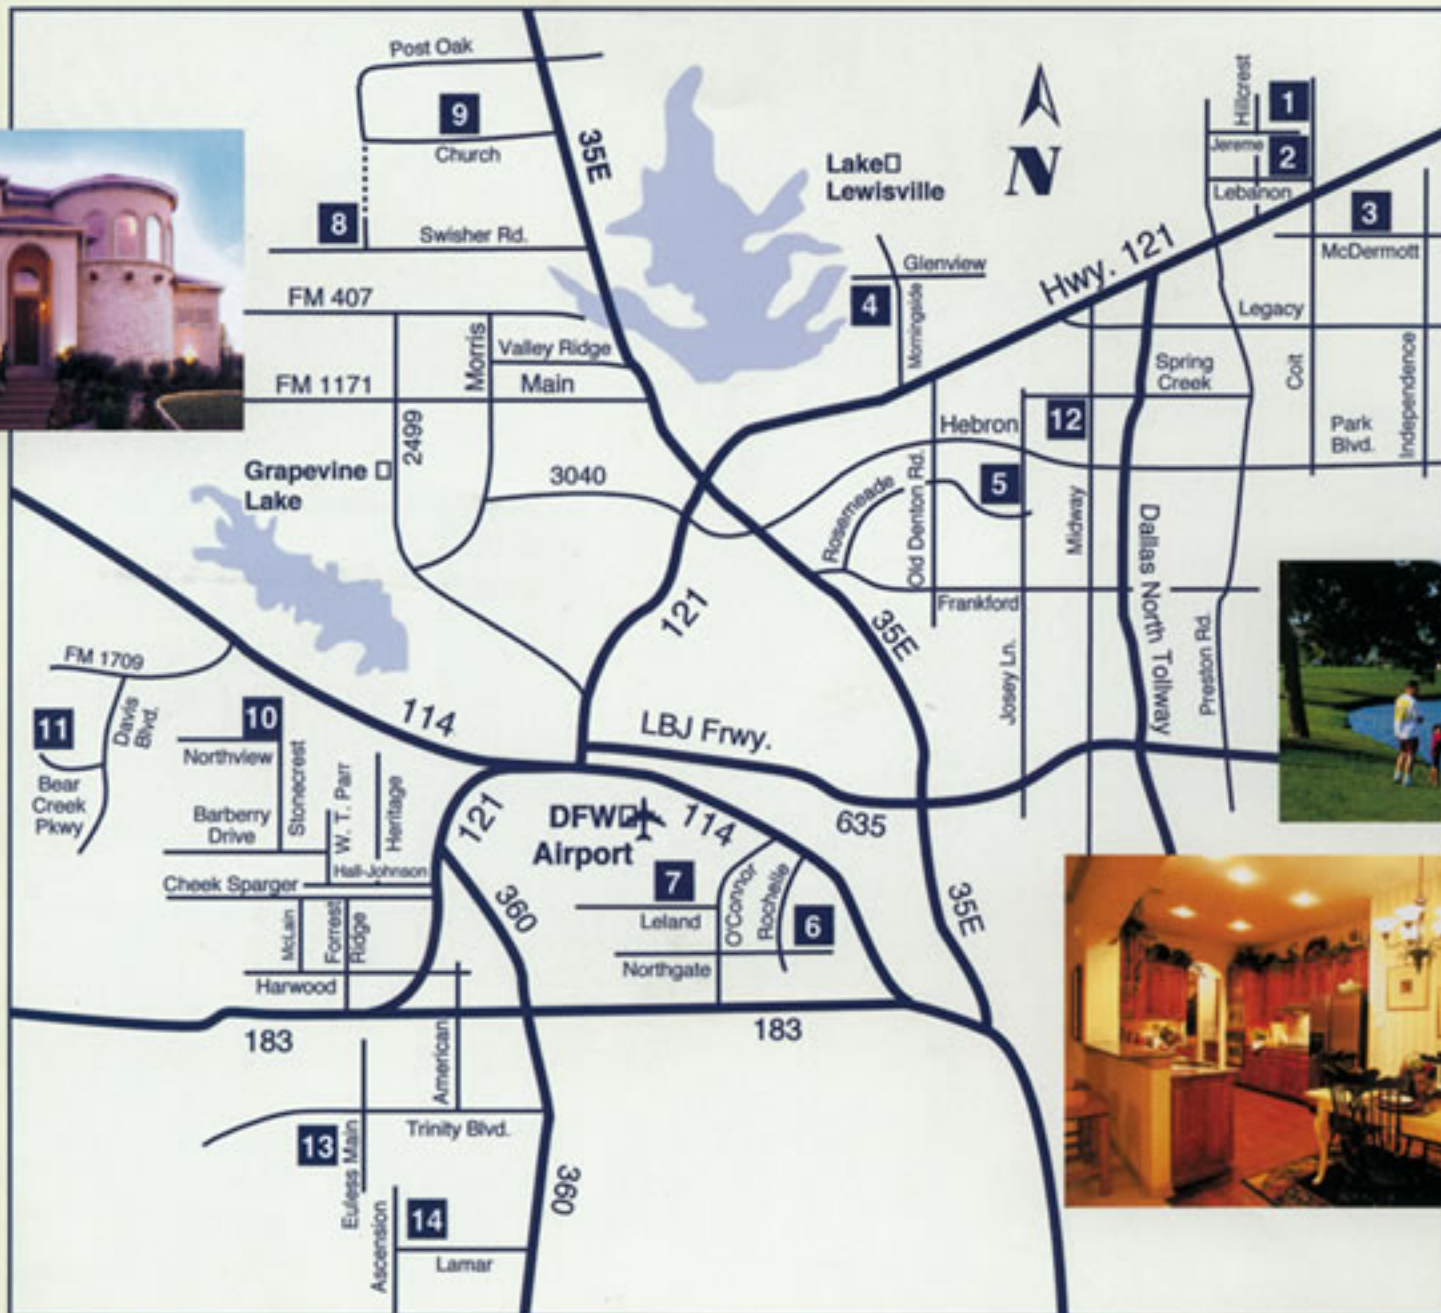 Post Oak
9
Church
35E
8
Swisher Rd.
FM 407
Morris
Valley Ridge
FM 1171
Main
2499
Grapevine
Lake
3040
Lake
Lewisville
N
Hillcrest
1
Jereme
2
Lebanon
3
McDermott
Glenview
4
Morningside
Hwy. 121
Legacy
Spring
Creek
Coit
Independence
Park
Blvd.
12
Hebron
5
Rosemeade
Old Denton Rd.
Midway
Dallas North Tollway
Frankford
Josey Ln.
Preston Rd.
121
35E
FM 1709
11
Davis
Blvd.
Bear
Creek
Pkwy
10
Northview
Stonecrest
Barberry
Drive
W. T. Parr
Heritage
Hall-Johnson
Cheek Sparger
McLain
Forrest
Ridge
Harwood
114
LBJ Frwy.
121
DFW
Airport
114
635
360
7
Leland
O'Connor
Rochelle
6
Northgate
35E
183
183
American
13
Euless Main
Trinity Blvd.
14
Ascension
Lamar
360